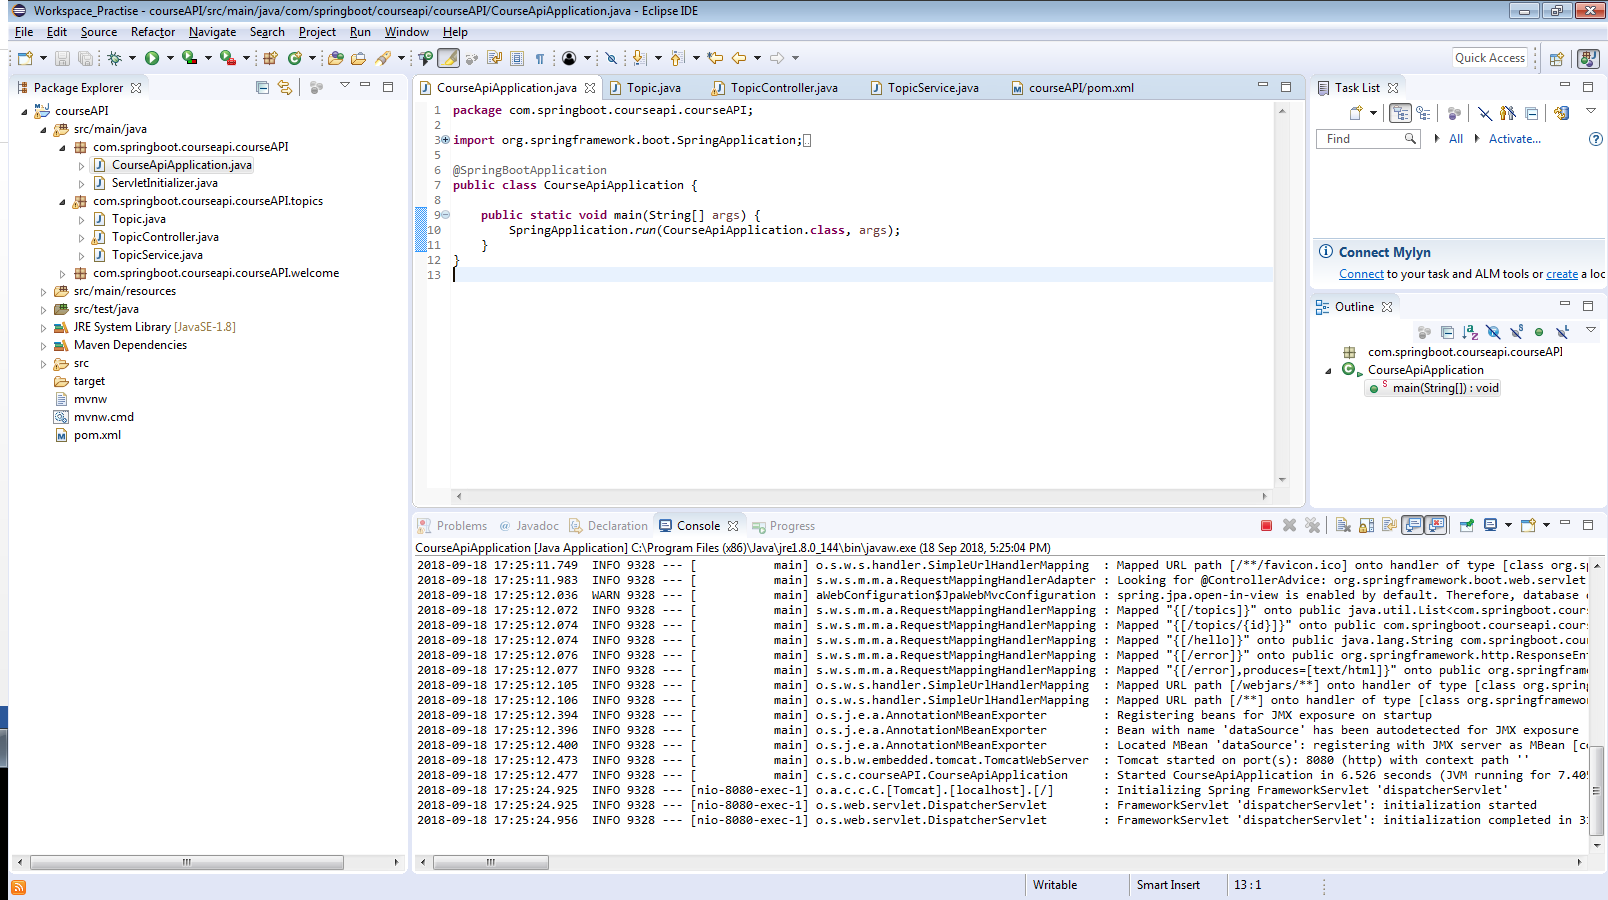 Workspace_Practise - courseAPI/src/main/java/com/springboot/courseapi/courseAPI/CourseApiApplication.java - Eclipse IDE
File Edit Source Refactor Navigate Search Project Run Window Help
Quick Access
Package Explorer
courseAPI
src/main/java
com.springboot.courseapi.courseAPI
CourseApiApplication.java
ServletInitializer.java
com.springboot.courseapi.courseAPI.topics
Topic.java
TopicController.java
TopicService.java
com.springboot.courseapi.courseAPI.welcome
src/main/resources
src/test/java
JRE System Library [JavaSE-1.8]
Maven Dependencies
src
target
mvnw
mvnw.cmd
pom.xml
CourseApiApplication.java Topic.java TopicController.java TopicService.java courseAPI/pom.xml
1 package com.springboot.courseapi.courseAPI;
2
3 import org.springframework.boot.SpringApplication;
5
6 @SpringBootApplication
7 public class CourseApiApplication {
8
9 public static void main(String[] args) {
10 SpringApplication.run(CourseApiApplication.class, args);
11 }
12 }
13
Task List
Find All Activate...
Connect Mylyn
Connect to your task and ALM tools or create a loc
Outline
com.springboot.courseapi.courseAPI
CourseApiApplication
main(String[]) : void
Problems Javadoc Declaration Console Progress
CourseApiApplication [Java Application] C:\Program Files (x86)\Java\jre1.8.0_144\bin\javaw.exe (18 Sep 2018, 5:25:04 PM)
2018-09-18 17:25:11.749 INFO 9328 --- [ main] o.s.w.s.handler.SimpleUrlHandlerMapping : Mapped URL path [/**/favicon.ico] onto handler of type [class org.sp
2018-09-18 17:25:11.983 INFO 9328 --- [ main] s.w.s.m.m.a.RequestMappingHandlerAdapter : Looking for @ControllerAdvice: org.springframework.boot.web.servlet
2018-09-18 17:25:12.036 WARN 9328 --- [ main] aWebConfiguration$JpaWebMvcConfiguration : spring.jpa.open-in-view is enabled by default. Therefore, database
2018-09-18 17:25:12.072 INFO 9328 --- [ main] s.w.s.m.m.a.RequestMappingHandlerMapping : Mapped "{[/topics]}" onto public java.util.List<com.springboot.cour
2018-09-18 17:25:12.074 INFO 9328 --- [ main] s.w.s.m.m.a.RequestMappingHandlerMapping : Mapped "{[/topics/{id}]}" onto public com.springboot.courseapi.cours
2018-09-18 17:25:12.074 INFO 9328 --- [ main] s.w.s.m.m.a.RequestMappingHandlerMapping : Mapped "{[/hello]}" onto public java.lang.String com.springboot.cou
2018-09-18 17:25:12.076 INFO 9328 --- [ main] s.w.s.m.m.a.RequestMappingHandlerMapping : Mapped "{[/error]}" onto public org.springframework.http.ResponseEn
2018-09-18 17:25:12.077 INFO 9328 --- [ main] s.w.s.m.m.a.RequestMappingHandlerMapping : Mapped "{[/error],produces=[text/html]}" onto public org.springfram
2018-09-18 17:25:12.105 INFO 9328 --- [ main] o.s.w.s.handler.SimpleUrlHandlerMapping : Mapped URL path [/webjars/**] onto handler of type [class org.spring
2018-09-18 17:25:12.106 INFO 9328 --- [ main] o.s.w.s.handler.SimpleUrlHandlerMapping : Mapped URL path [/**] onto handler of type [class org.springframewor
2018-09-18 17:25:12.394 INFO 9328 --- [ main] o.s.j.e.a.AnnotationMBeanExporter : Registering beans for JMX exposure on startup
2018-09-18 17:25:12.396 INFO 9328 --- [ main] o.s.j.e.a.AnnotationMBeanExporter : Bean with name 'dataSource' has been autodetected for JMX exposure
2018-09-18 17:25:12.400 INFO 9328 --- [ main] o.s.j.e.a.AnnotationMBeanExporter : Located MBean 'dataSource': registering with JMX server as MBean [co
2018-09-18 17:25:12.473 INFO 9328 --- [ main] o.s.b.w.embedded.tomcat.TomcatWebServer : Tomcat started on port(s): 8080 (http) with context path ''
2018-09-18 17:25:12.477 INFO 9328 --- [ main] c.s.c.courseAPI.CourseApiApplication : Started CourseApiApplication in 6.526 seconds (JVM running for 7.405
2018-09-18 17:25:24.925 INFO 9328 --- [nio-8080-exec-1] o.a.c.c.C.[Tomcat].[localhost].[/] : Initializing Spring FrameworkServlet 'dispatcherServlet'
2018-09-18 17:25:24.925 INFO 9328 --- [nio-8080-exec-1] o.s.web.servlet.DispatcherServlet : FrameworkServlet 'dispatcherServlet': initialization started
2018-09-18 17:25:24.956 INFO 9328 --- [nio-8080-exec-1] o.s.web.servlet.DispatcherServlet : FrameworkServlet 'dispatcherServlet': initialization completed in 3
Writable Smart Insert 13 : 1